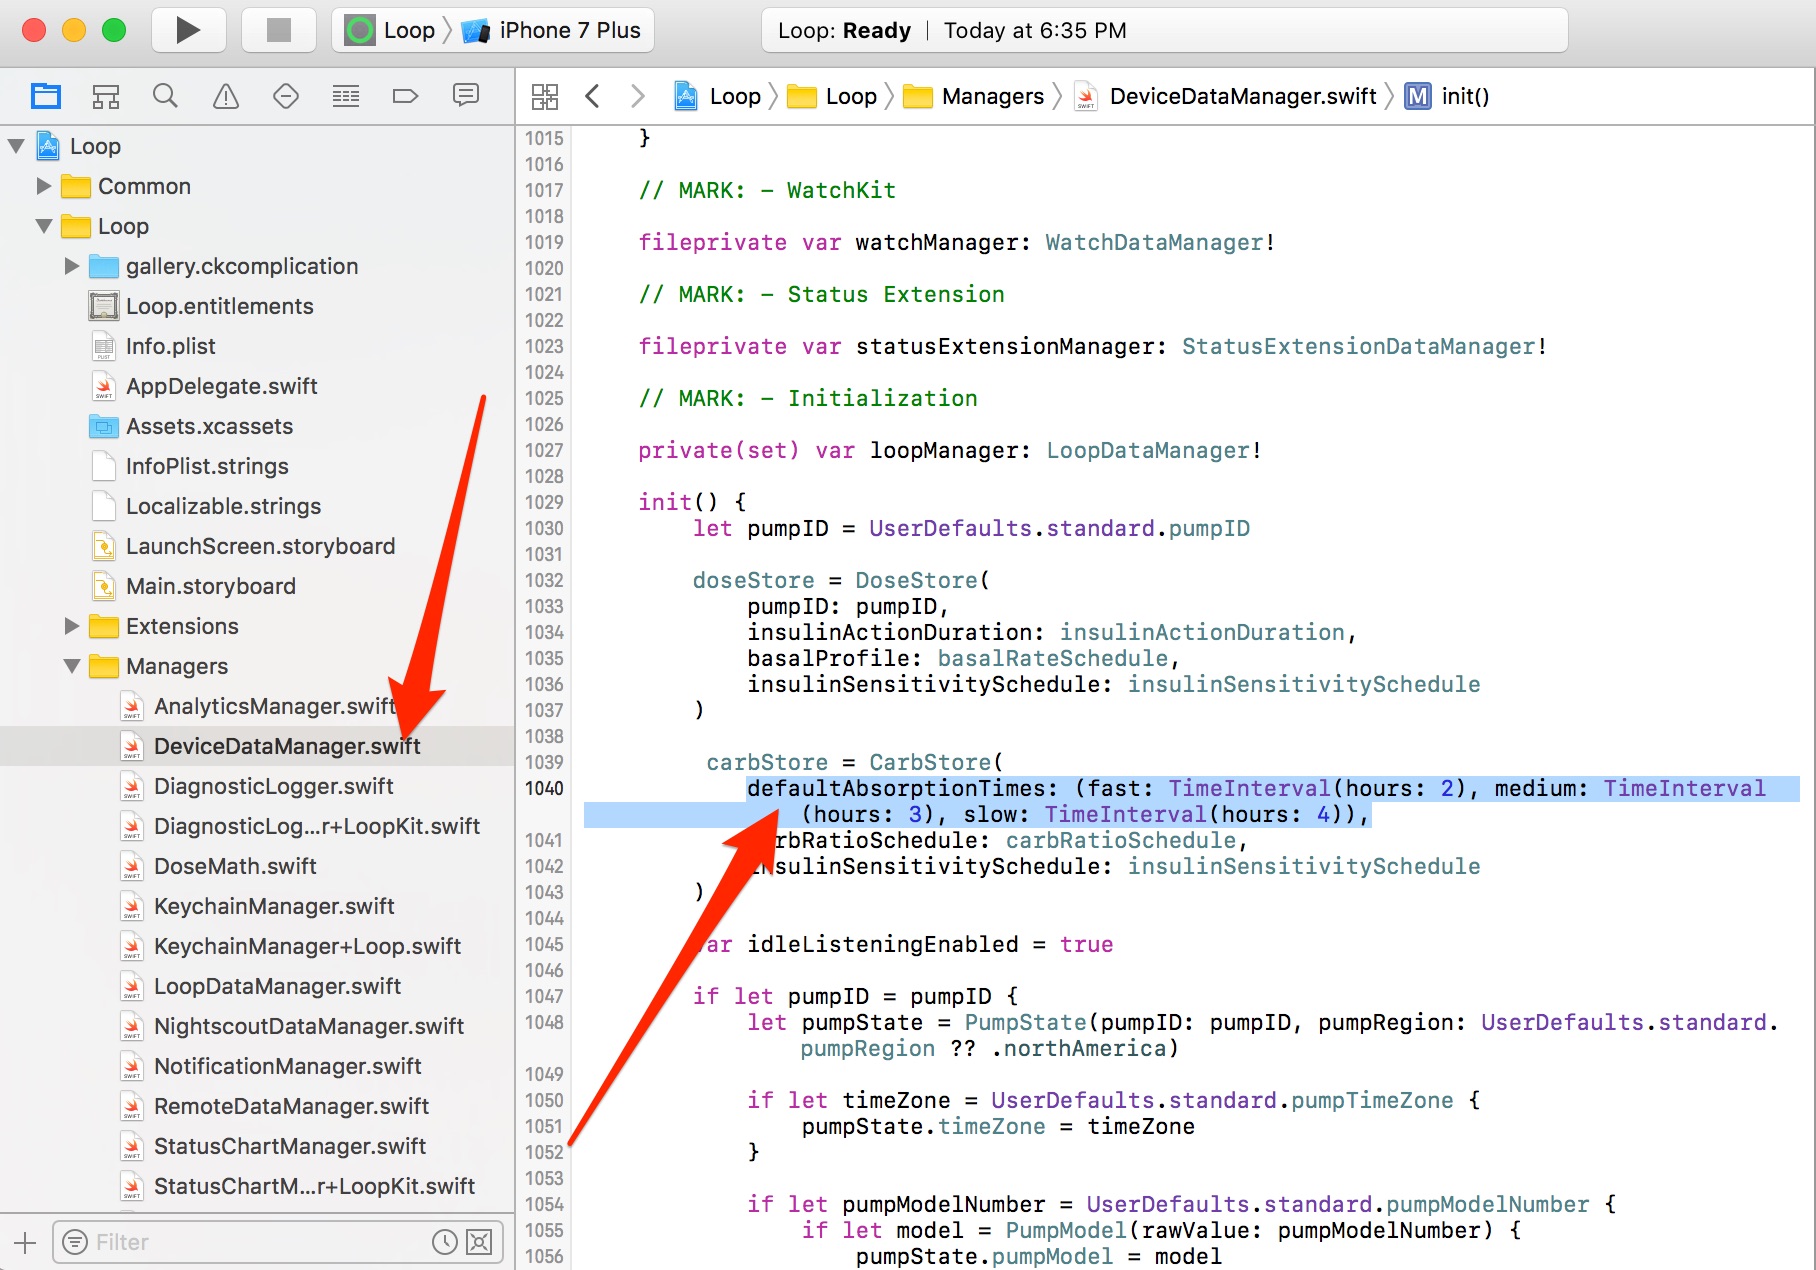 Loop
iPhone 7 Plus
Loop: Ready | Today at 6:35 PM
Loop
Loop
Managers
DeviceDataManager.swift
M
init()
Loop
Common
Loop
gallery.ckcomplication
Loop.entitlements
Info.plist
AppDelegate.swift
Assets.xcassets
InfoPlist.strings
Localizable.strings
LaunchScreen.storyboard
Main.storyboard
Extensions
Managers
AnalyticsManager.swift
DeviceDataManager.swift
DiagnosticLogger.swift
DiagnosticLog...r+LoopKit.swift
DoseMath.swift
KeychainManager.swift
KeychainManager+Loop.swift
LoopDataManager.swift
NightscoutDataManager.swift
NotificationManager.swift
RemoteDataManager.swift
StatusChartManager.swift
StatusChartM...r+LoopKit.swift
Filter
1015 }
1016
1017 // MARK: - WatchKit
1018
1019 fileprivate var watchManager: WatchDataManager!
1020
1021 // MARK: - Status Extension
1022
1023 fileprivate var statusExtensionManager: StatusExtensionDataManager!
1024
1025 // MARK: - Initialization
1026
1027 private(set) var loopManager: LoopDataManager!
1028
1029 init() {
1030 let pumpID = UserDefaults.standard.pumpID
1031
1032 doseStore = DoseStore(
1033 pumpID: pumpID,
1034 insulinActionDuration: insulinActionDuration,
1035 basalProfile: basalRateSchedule,
1036 insulinSensitivitySchedule: insulinSensitivitySchedule
1037 )
1038
1039 carbStore = CarbStore(
1040 defaultAbsorptionTimes: (fast: TimeInterval(hours: 2), medium: TimeInterval
(hours: 3), slow: TimeInterval(hours: 4)),
1041 rbRatioSchedule: carbRatioSchedule,
1042 nsulinSensitivitySchedule: insulinSensitivitySchedule
1043 )
1044
1045 var idleListeningEnabled = true
1046
1047 if let pumpID = pumpID {
1048 let pumpState = PumpState(pumpID: pumpID, pumpRegion: UserDefaults.standard.
pumpRegion ?? .northAmerica)
1049
1050 if let timeZone = UserDefaults.standard.pumpTimeZone {
1051 pumpState.timeZone = timeZone
1052 }
1053
1054 if let pumpModelNumber = UserDefaults.standard.pumpModelNumber {
1055 if let model = PumpModel(rawValue: pumpModelNumber) {
1056 pumpState.pumpModel = model